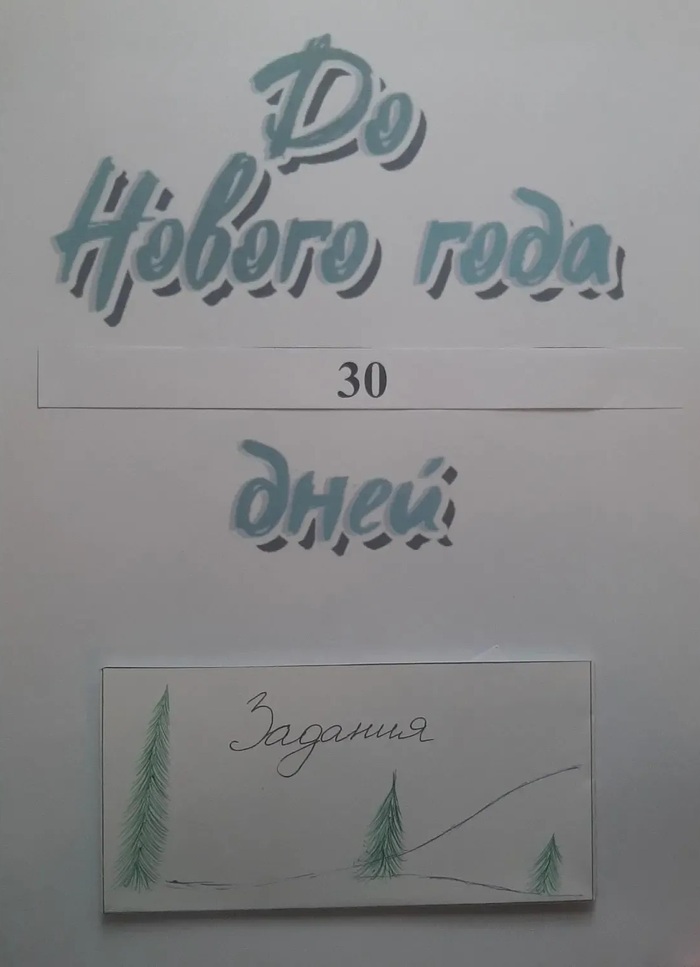 До
Нового года
30
дней
Задания